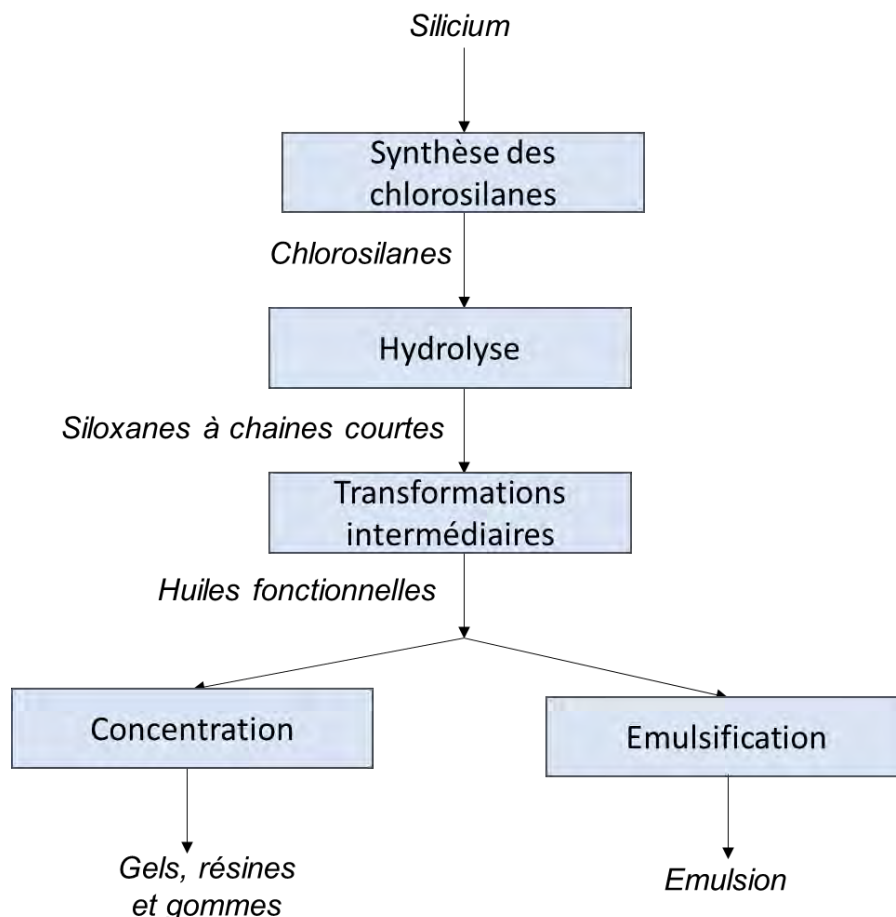 Silicium
Synthèse des
chlorosilanes
Chlorosilanes
Hydrolyse
Siloxanes à chaines courtes
Transformations
intermédiaires
Huiles fonctionnelles
Concentration
Emulsification
Gels, résines
et gommes
Emulsion